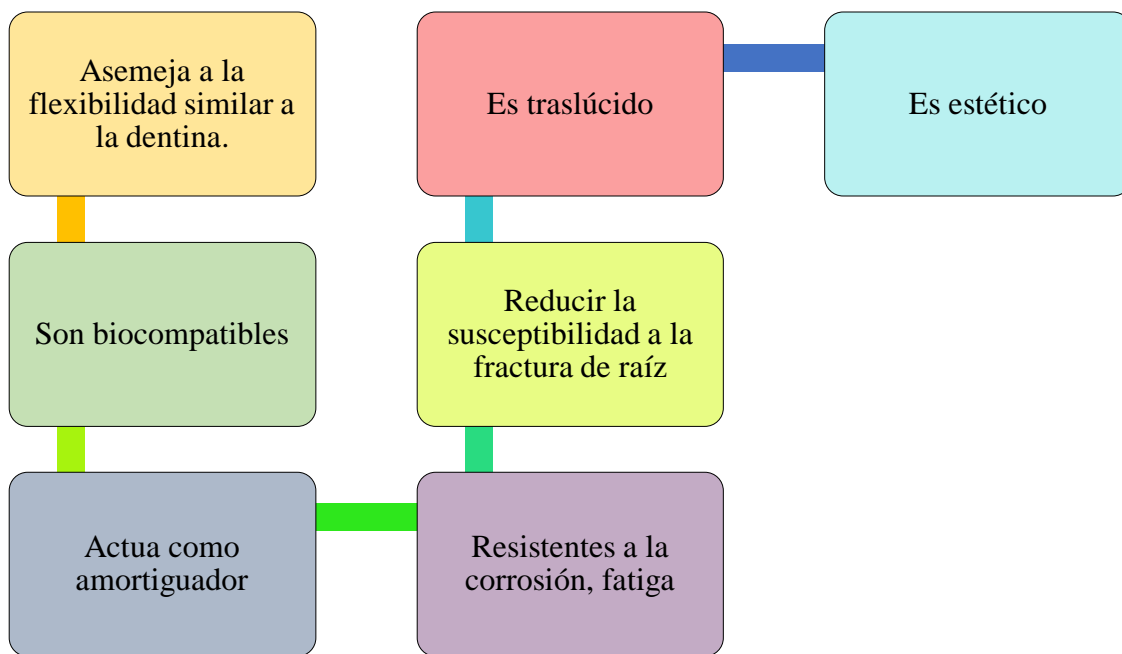 Asemeja a la
flexibilidad similar a
la dentina.
Son biocompatibles
Actua como
amortiguador
Resistentes a la
corrosión, fatiga
Reducir la
susceptibilidad a la
fractura de raíz
Es traslúcido
Es estético